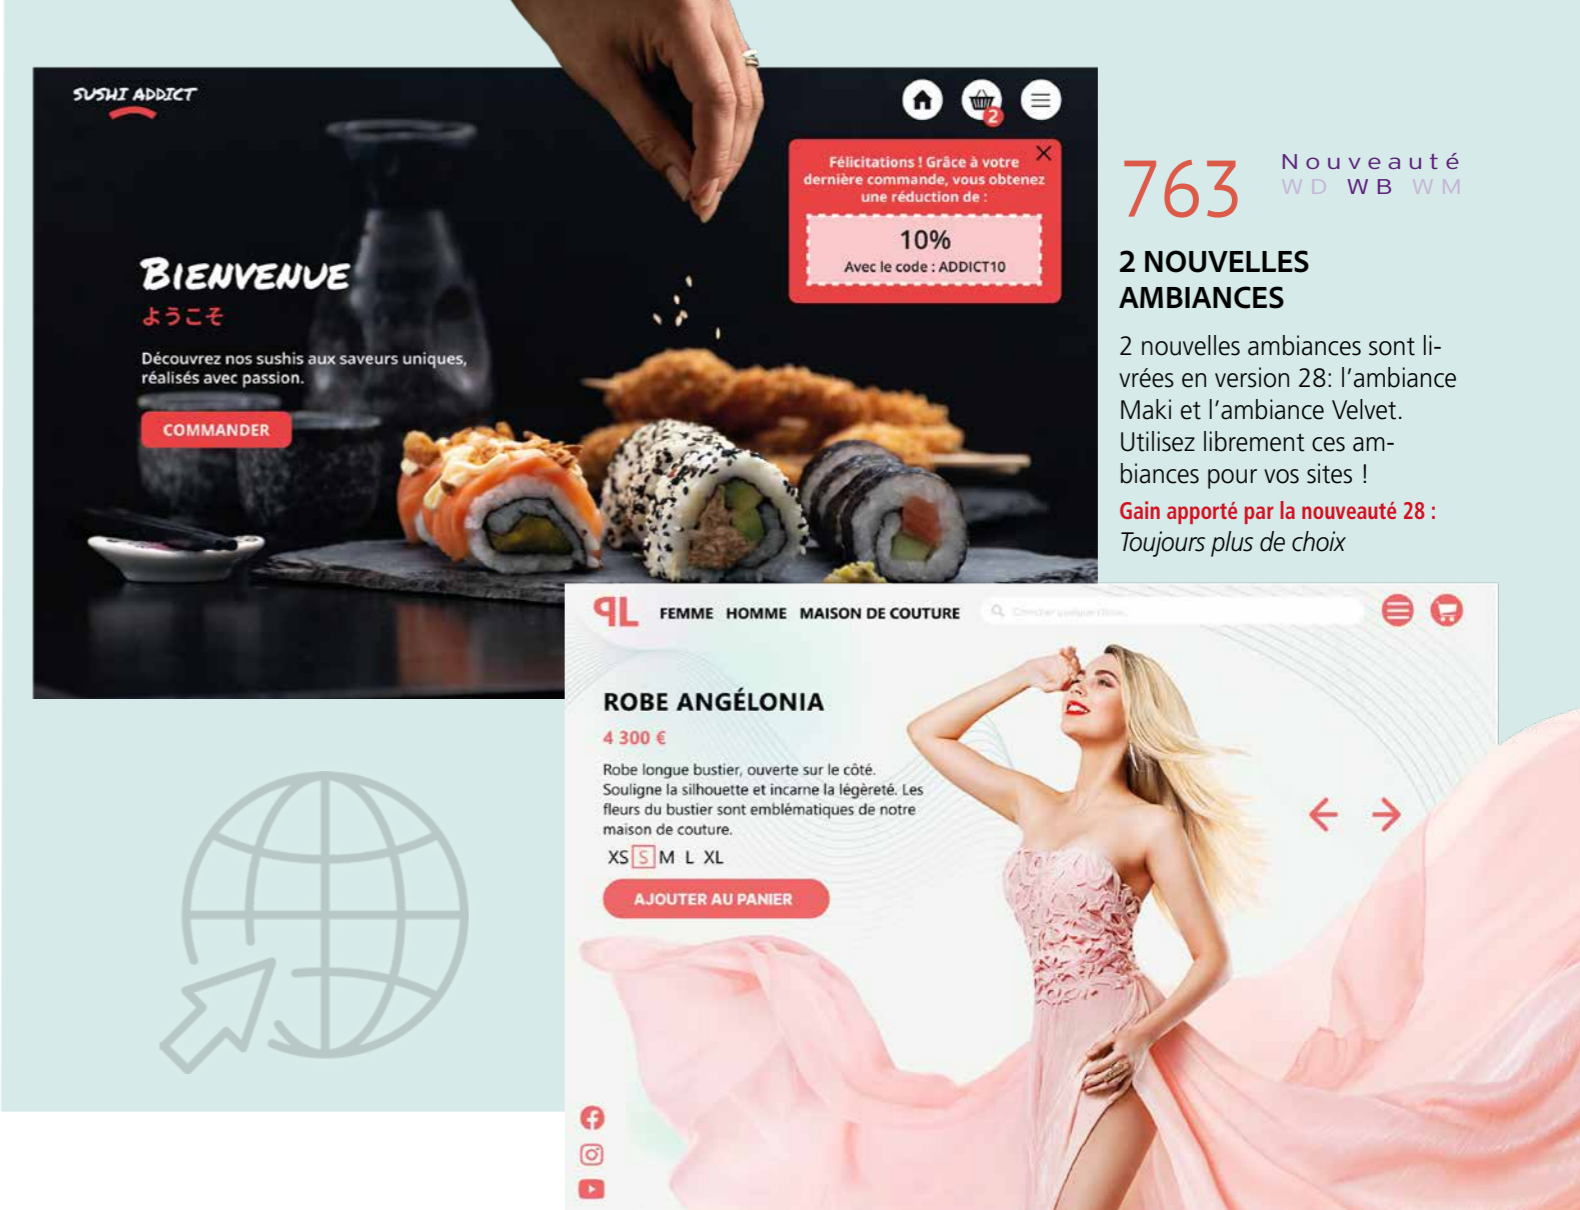 SUSHI ADDICT
2
Félicitations ! Grâce à votre
dernière commande, vous obtenez
une réduction de :
10%
Avec le code : ADDICT10
BIENVENUE
ようこそ
Découvrez nos sushis aux saveurs uniques,
réalisés avec passion.
COMMANDER
763
Nouveauté
WD WB WM
2 NOUVELLES
AMBIANCES
2 nouvelles ambiances sont li-
vrées en version 28: l'ambiance
Maki et l'ambiance Velvet.
Utilisez librement ces am-
biances pour vos sites !
Gain apporté par la nouveauté 28 :
Toujours plus de choix
FEMME HOMME MAISON DE COUTURE
ROBE ANGÉLONIA
4 300 €
Robe longue bustier, ouverte sur le côté.
Souligne la silhouette et incarne la légèreté. Les
fleurs du bustier sont emblématiques de notre
maison de couture.
XS S M L XL
AJOUTER AU PANIER